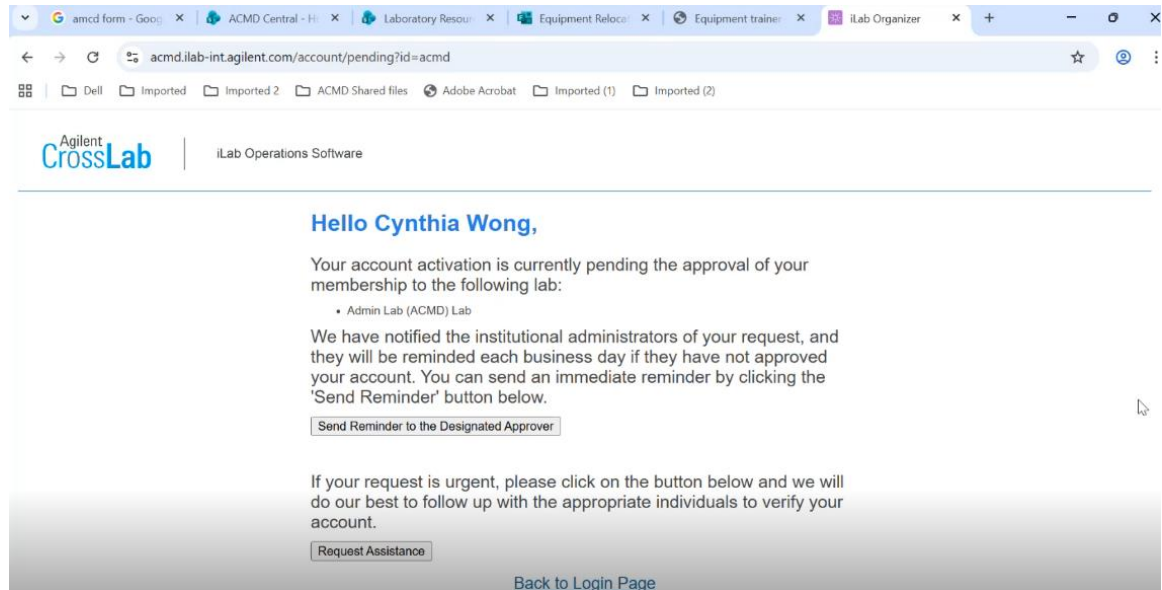 amcd form - Goog
ACMD Central - H
Laboratory Resour
Equipment Reloca
Equipment trainer
iLab Organizer
acmd.ilab-int.agilent.com/account/pending?id=acmd
Dell
Imported
Imported 2
ACMD Shared files
Adobe Acrobat
Imported (1)
Imported (2)
Agilent
CrossLab
iLab Operations Software
Hello Cynthia Wong,
Your account activation is currently pending the approval of your
membership to the following lab:
• Admin Lab (ACMD) Lab
We have notified the institutional administrators of your request, and
they will be reminded each business day if they have not approved
your account. You can send an immediate reminder by clicking the
'Send Reminder' button below.
Send Reminder to the Designated Approver
If your request is urgent, please click on the button below and we will
do our best to follow up with the appropriate individuals to verify your
account.
Request Assistance
Back to Login Page